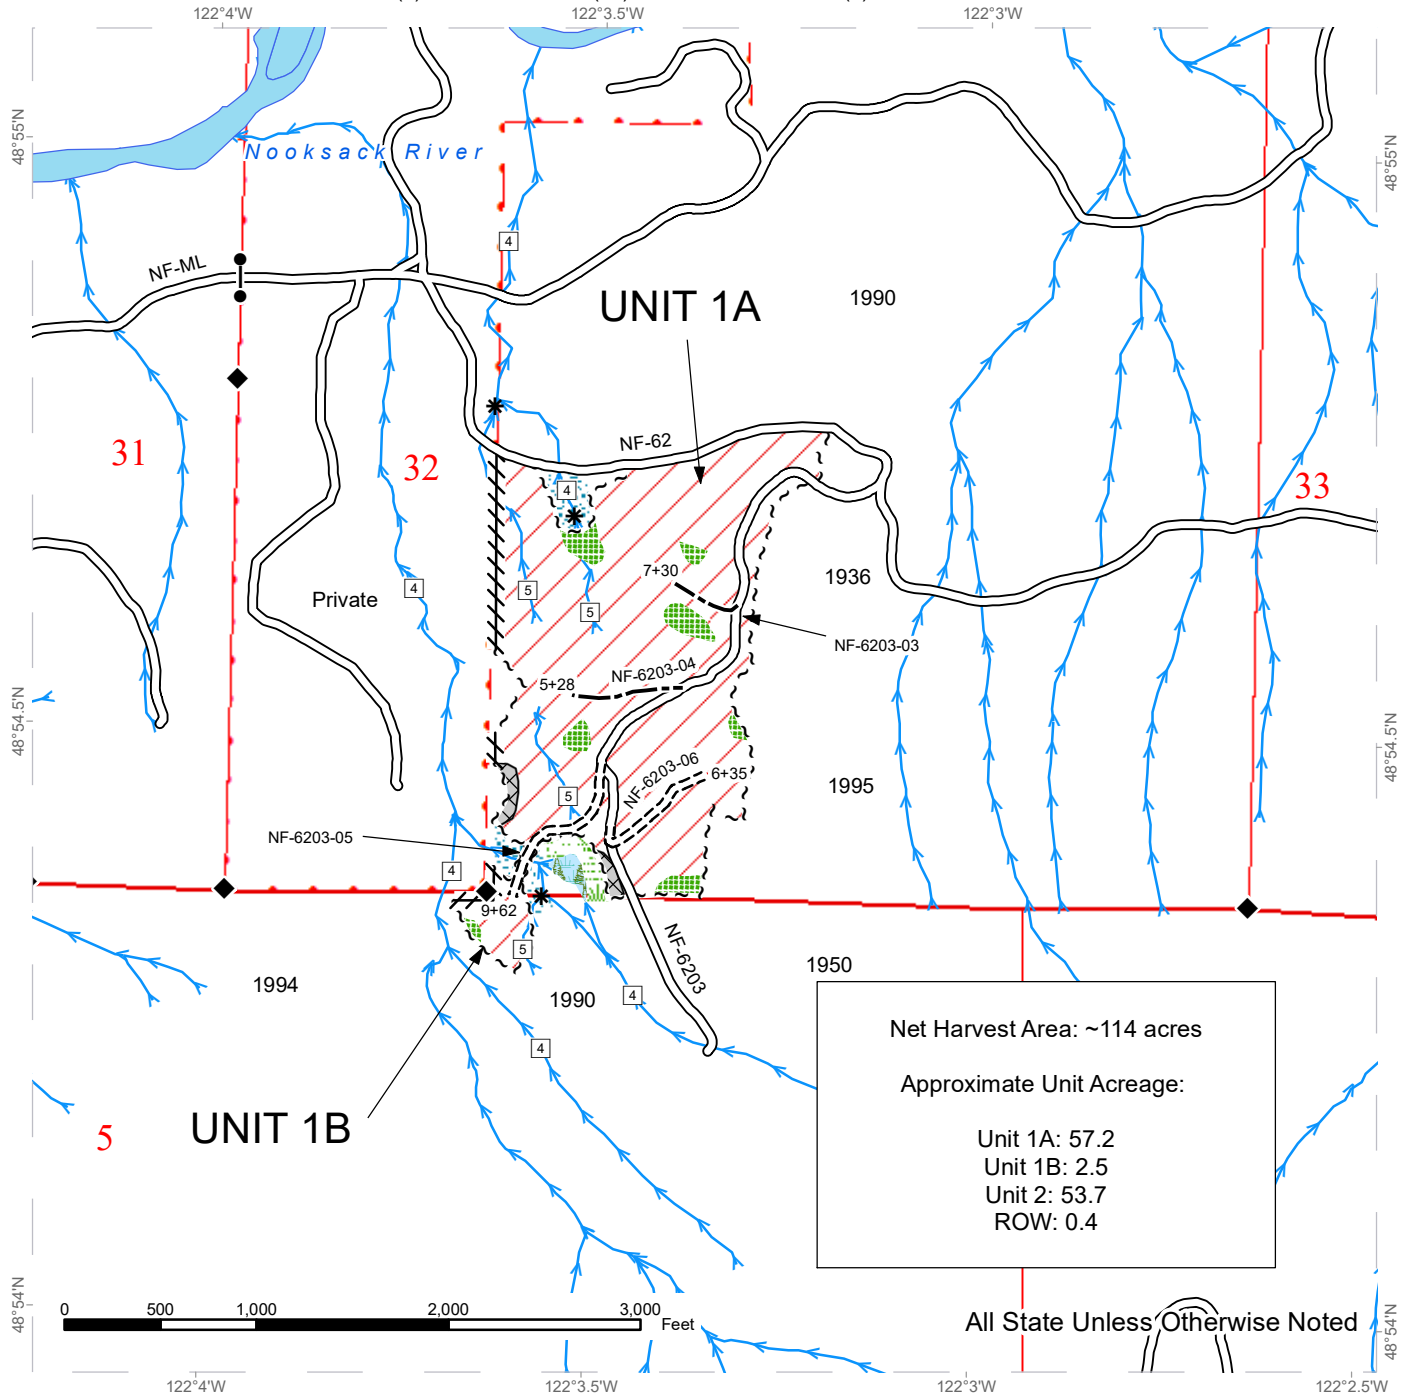 122°4'W
122°3.5'W
122°3'W
48°55'N
48°55'N
Nooksack River
4
NF-ML
UNIT 1A
1990
31
32
NF-62
33
4
7+30
1936
4
5
5
Private
NF-6203-03
NF-6203-04
5+28
48°54.5'N
48°54.5'N
NF-6203-06
6+35
1995
5
NF-6203-05
4
9+62
5
NF-6203
1950
1994
1990
4
4
Net Harvest Area: ~114 acres
Approximate Unit Acreage:
Unit 1A: 57.2
Unit 1B: 2.5
Unit 2: 53.7
ROW: 0.4
UNIT 1B
5
48°54'N
48°54'N
0 500 1,000 2,000 3,000
Feet
All State Unless Otherwise Noted
122°4'W
122°3.5'W
122°3'W
122°2.5'W